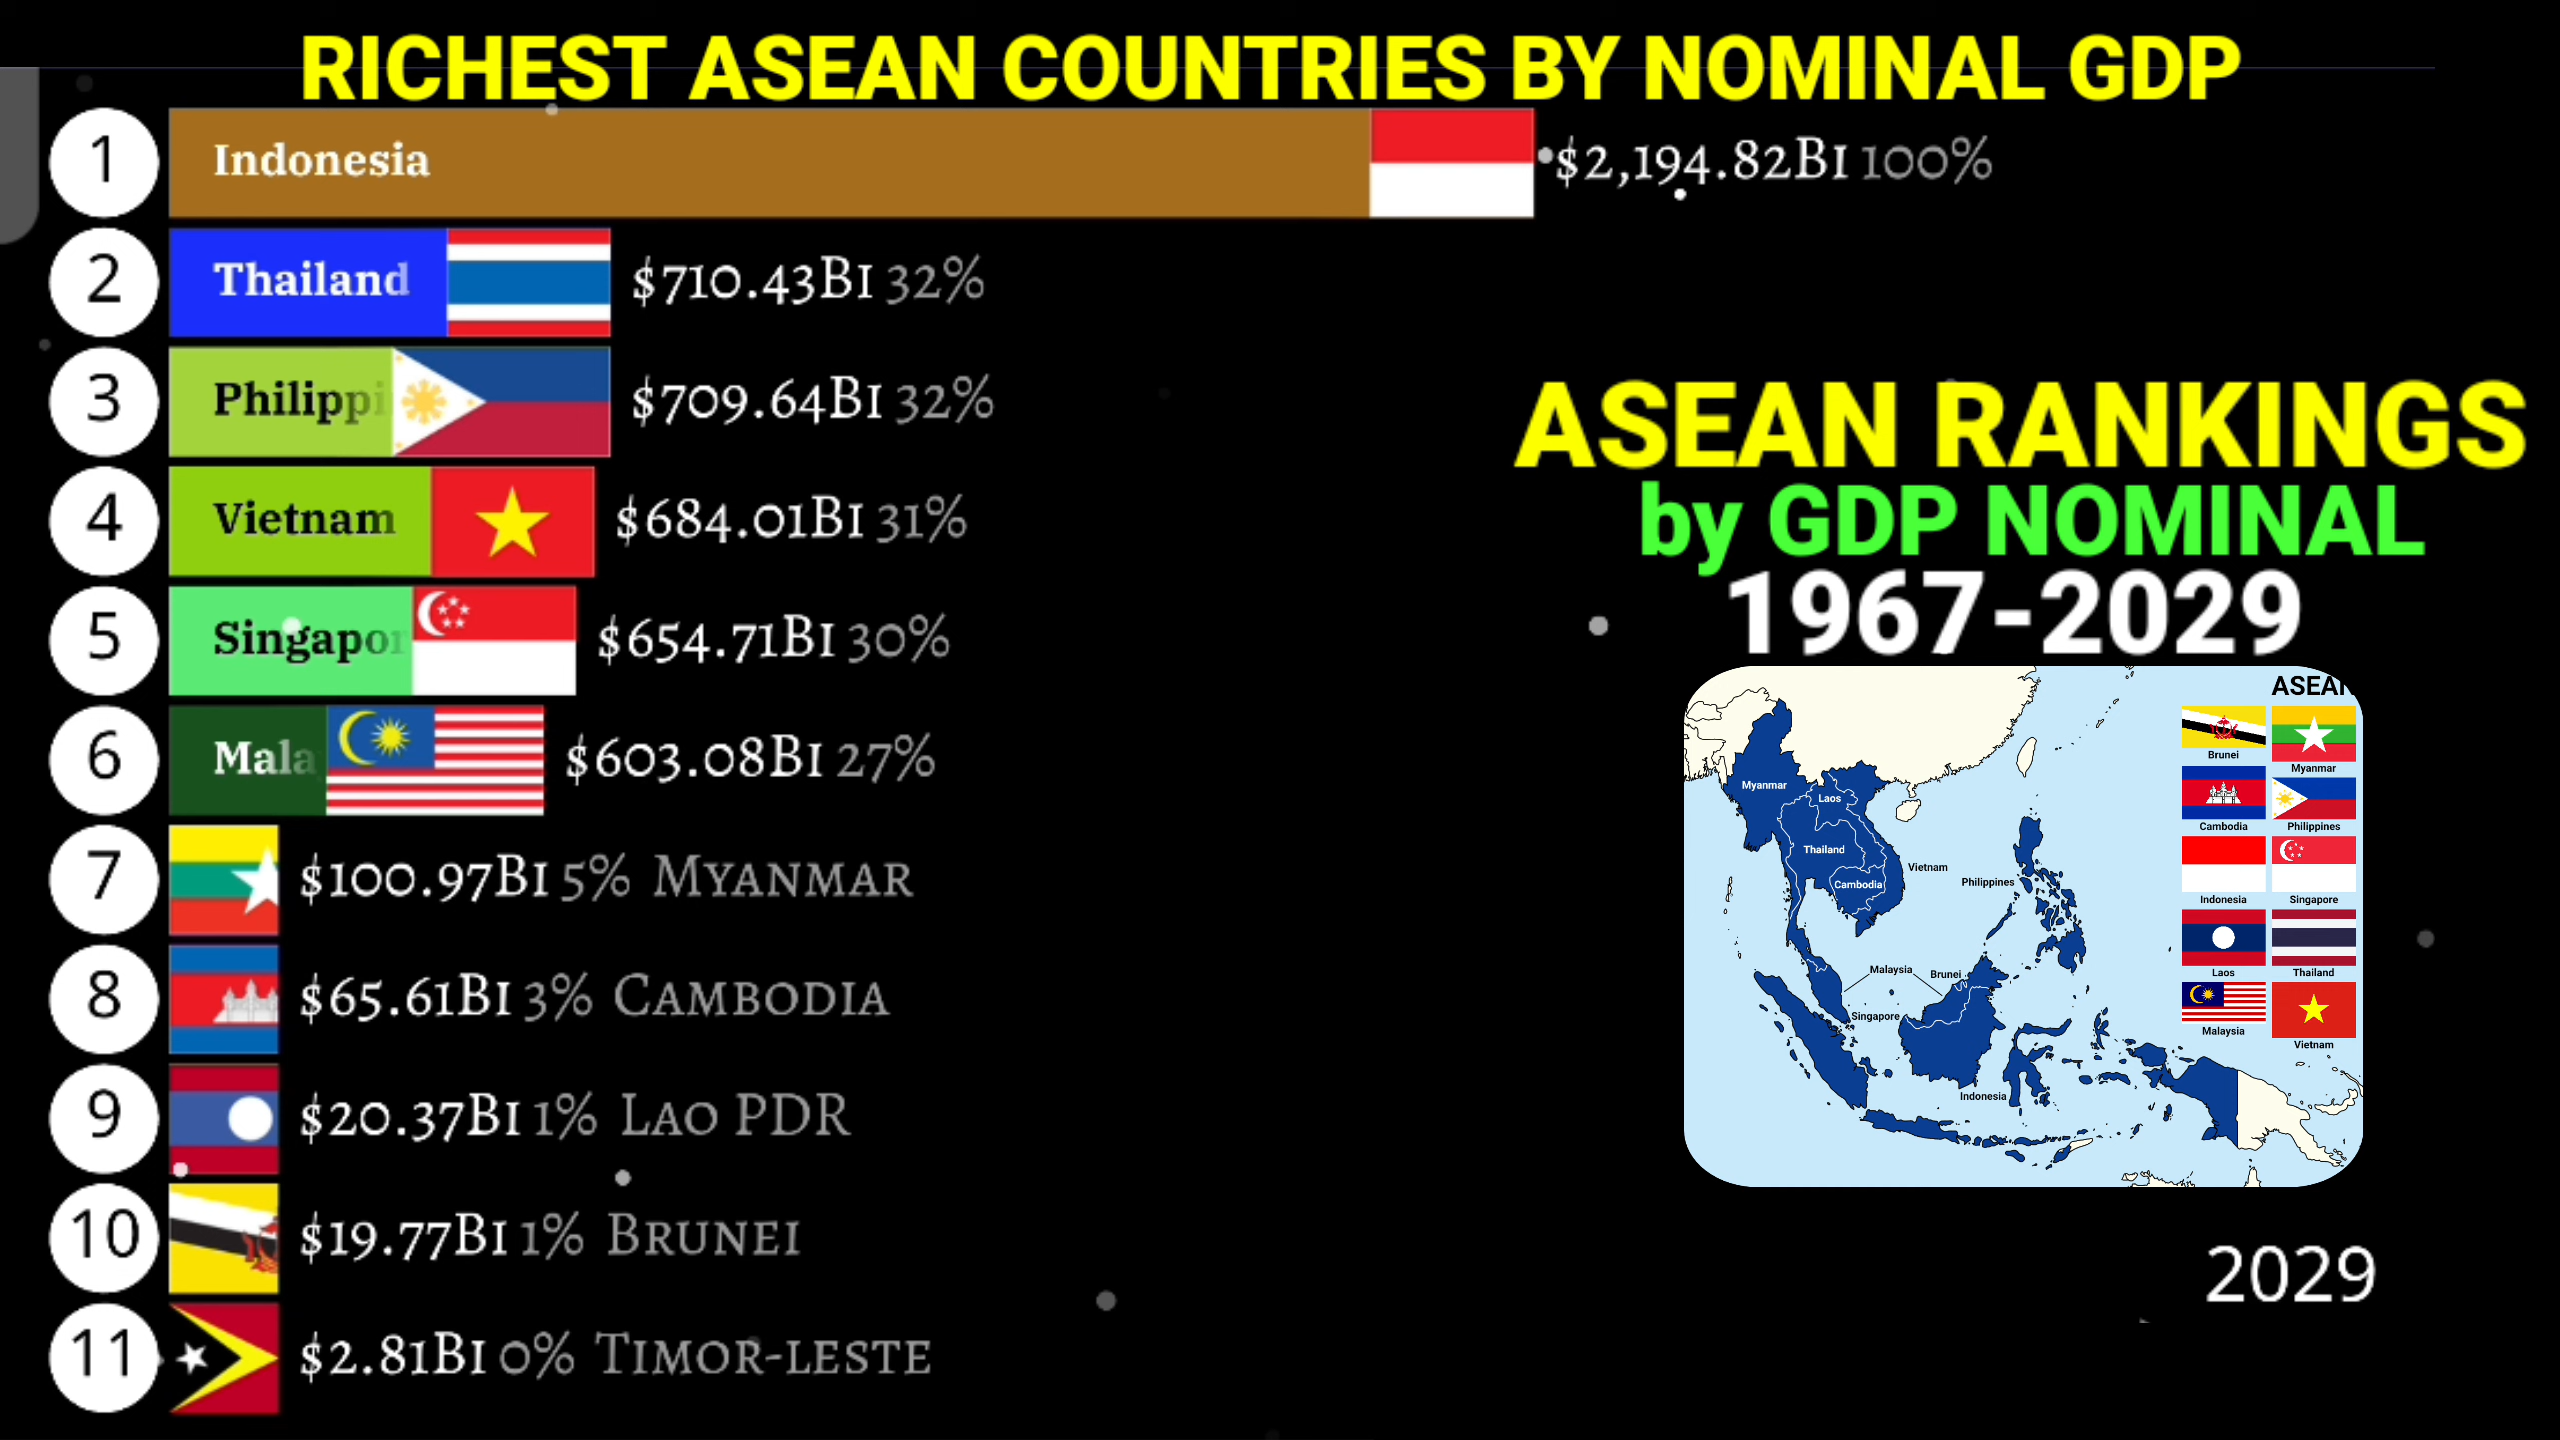 RICHEST ASEAN COUNTRIES BY NOMINAL GDP
1 Indonesia $2,194.82BI 100%
2 Thailand $710.43BI 32%
3 Philippi $709.64BI 32%
4 Vietnam $684.01BI 31%
5 Singapor $654.71BI 30%
6 Mala $603.08BI 27%
7 $100.97BI 5% MYANMAR
8 $65.61BI 3% CAMBODIA
9 $20.37BI 1% LAO PDR
10 $19.77BI 1% BRUNEI
11 $2.81BI 0% TIMOR-LESTE
ASEAN RANKINGS
by GDP NOMINAL
1967-2029
ASEAN
Brunei
Myanmar
Cambodia
Philippines
Indonesia
Singapore
Laos
Thailand
Malaysia
Vietnam
Myanmar
Laos
Thailand
Cambodia
Vietnam
Philippines
Malaysia
Brunei
Singapore
Indonesia
2029